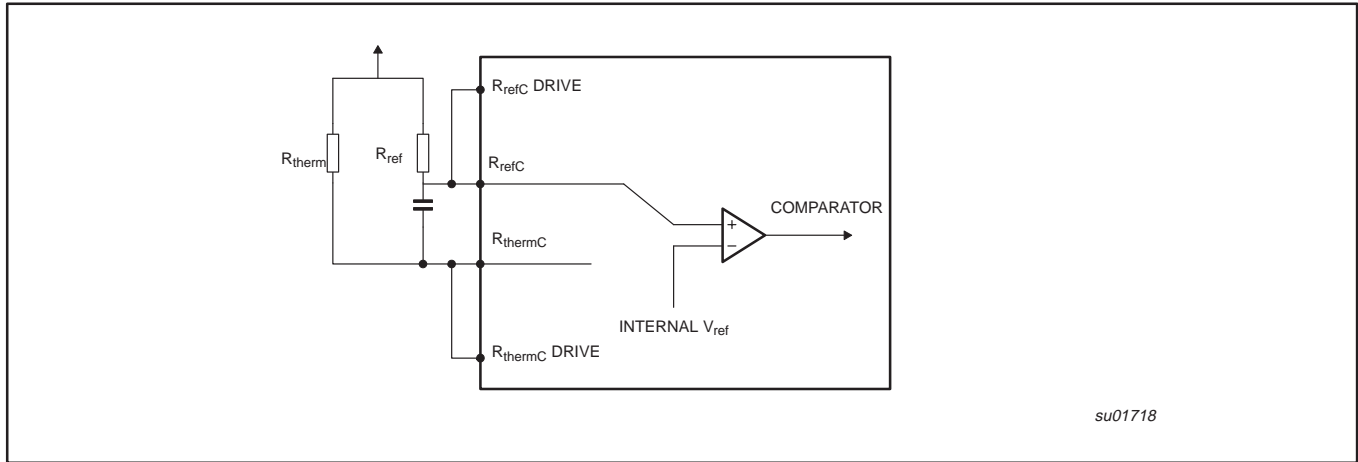 RrefC DRIVE
Rtherm
Rref
RrefC
COMPARATOR
+
−
RthermC
INTERNAL Vref
RthermC DRIVE
su01718